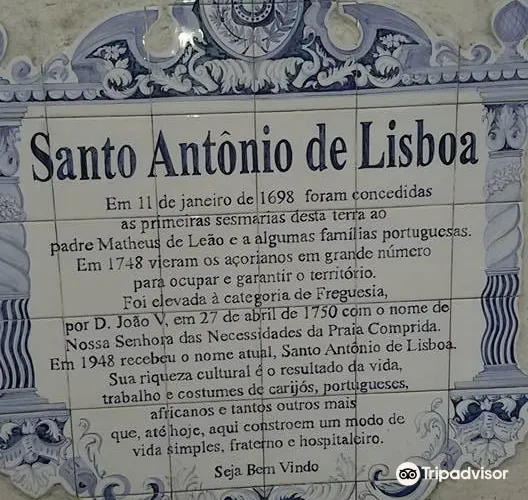 Santo Antônio de Lisboa
Em 11 de janeiro de 1698 foram concedidas
as primeiras sesmarias desta terra ao
padre Matheus de Leão e a algumas famílias portuguesas.
Em 1748 vieram os açorianos em grande número
para ocupar e garantir o território.
Foi elevada à categoria de Freguesia,
por D. João V, em 27 de abril de 1750 com o nome de
Nossa Senhora das Necessidades da Praia Comprida.
Em 1948 recebeu o nome atual, Santo Antônio de Lisboa.
Sua riqueza cultural é o resultado da vida,
trabalho e costumes de carijós, portugueses,
africanos e tantos outros mais
que, até hoje, aqui constroem um modo de
vida simples, fraterno e hospitaleiro.
Seja Bem Vindo
Tripadvisor